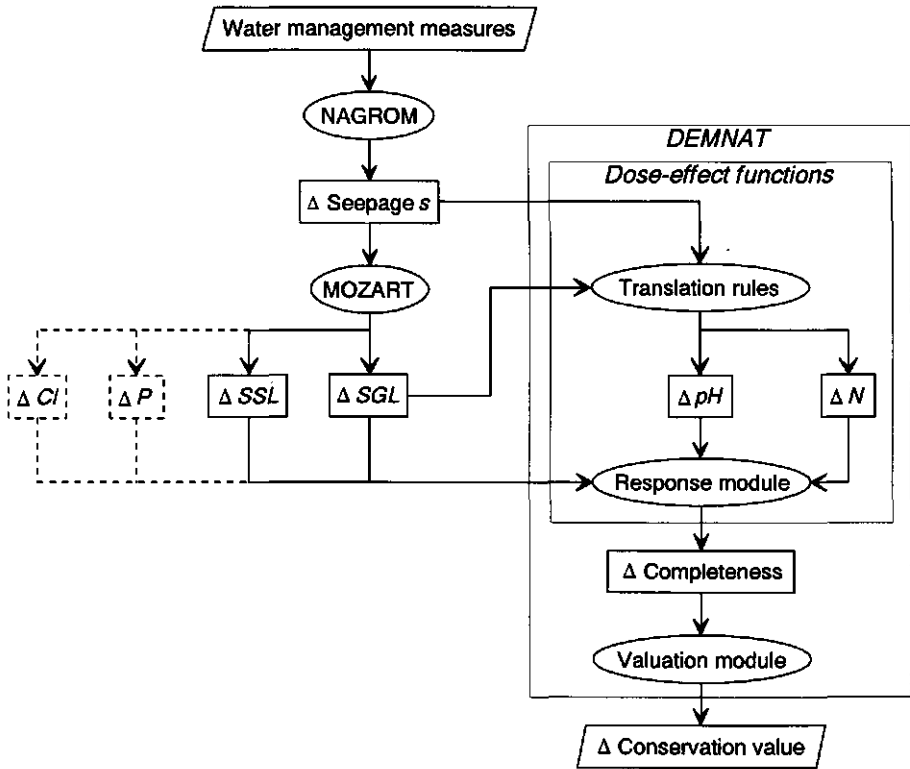 Water management measures
NAGROM
DEMNAT
Dose-effect functions
Δ Seepage s
MOZART
Translation rules
Δ Cl
Δ P
Δ SSL
Δ SGL
Δ pH
Δ N
Response module
Δ Completeness
Valuation module
Δ Conservation value